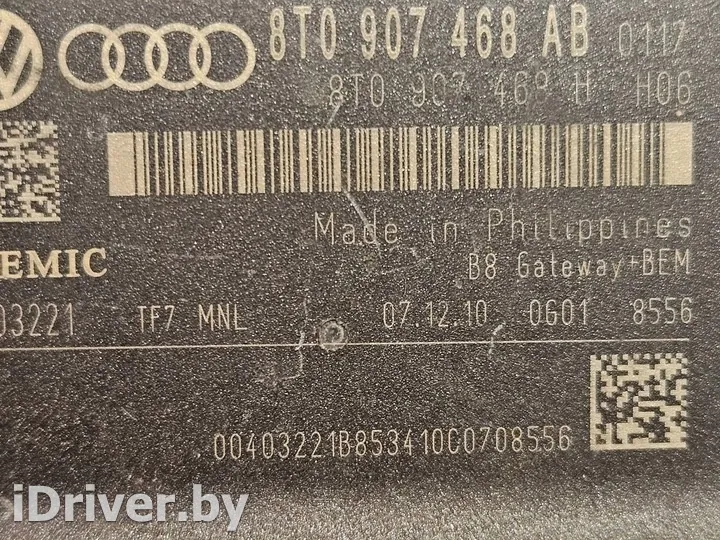 8T0 907 468 AB 0117
8T0 907 468 H H06
Made in Philippines
EMIC
B8 Gateway+BEM
03221 TF7 MNL 07.12.10 0G01 8556
00403221B853410C0708556
iDriver.by